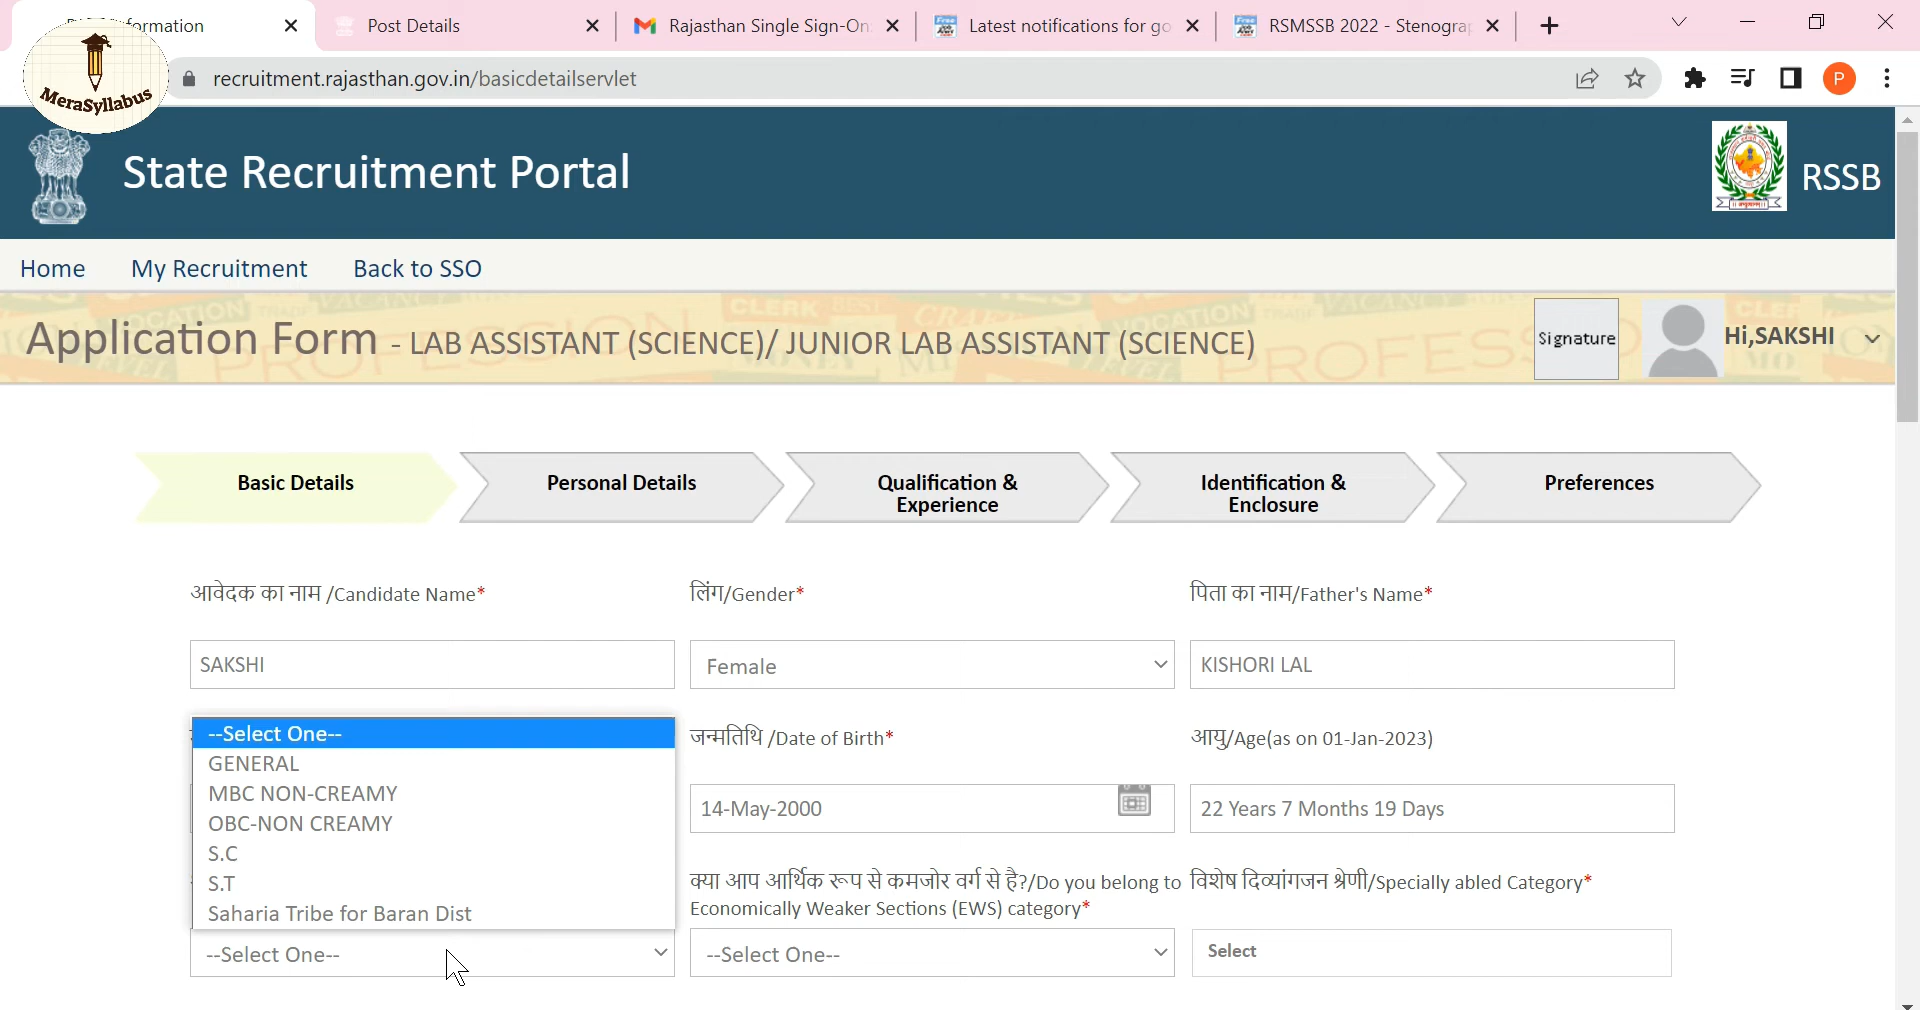 rmation
Post Details
Rajasthan Single Sign-On
Latest notifications for go
RSMSSB 2022 - Stenogra
MeraSyllabus
recruitment.rajasthan.gov.in/basicdetailservlet
P
State Recruitment Portal
RSSB
Home
My Recruitment
Back to SSO
Application Form - LAB ASSISTANT (SCIENCE)/ JUNIOR LAB ASSISTANT (SCIENCE)
Signature
Hi,SAKSHI
Basic Details
Personal Details
Qualification &
Experience
Identification &
Enclosure
Preferences
आवेदक का नाम /Candidate Name*
लिंग/Gender*
पिता का नाम/Father's Name*
SAKSHI
Female
KISHORI LAL
--Select One--
GENERAL
MBC NON-CREAMY
OBC-NON CREAMY
S.C
S.T
Saharia Tribe for Baran Dist
जन्मतिथि /Date of Birth*
आयु/Age(as on 01-Jan-2023)
14-May-2000
22 Years 7 Months 19 Days
क्या आप आर्थिक रूप से कमजोर वर्ग से है?/Do you belong to
Economically Weaker Sections (EWS) category*
विशेष दिव्यांगजन श्रेणी/Specially abled Category*
--Select One--
--Select One--
Select